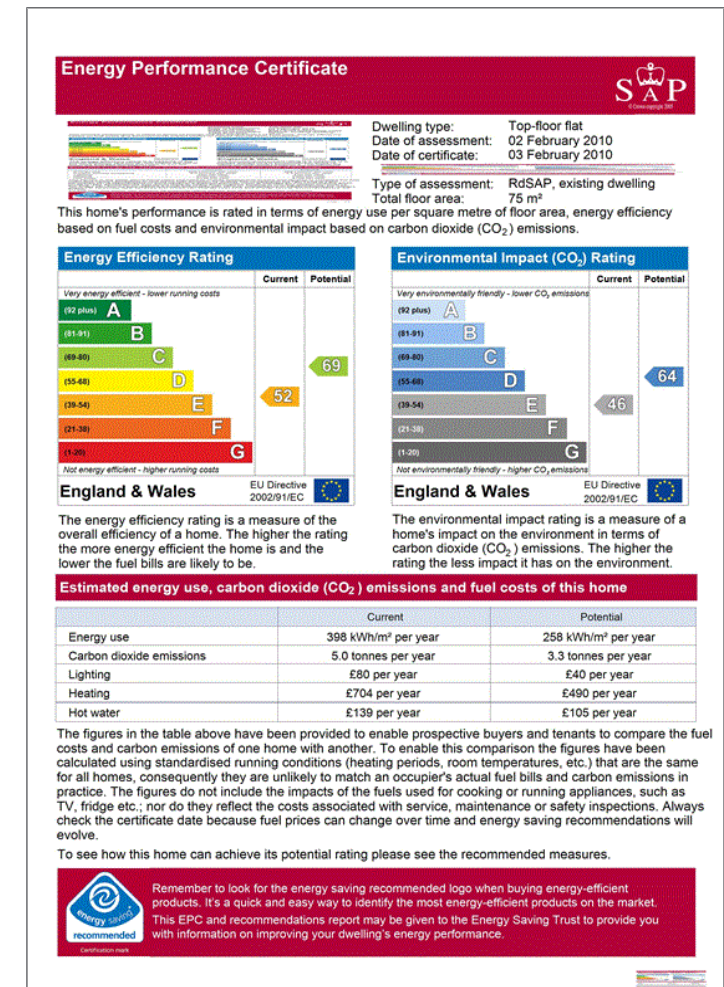 Energy Performance Certificate
SAP
© Crown copyright 2005
Dwelling type: Top-floor flat
Date of assessment: 02 February 2010
Date of certificate: 03 February 2010
Type of assessment: RdSAP, existing dwelling
Total floor area: 75 m²
This home's performance is rated in terms of energy use per square metre of floor area, energy efficiency
based on fuel costs and environmental impact based on carbon dioxide (CO₂) emissions.
Energy Efficiency Rating
Current Potential
Very energy efficient - lower running costs
(92 plus) A
(81-91) B
(69-80) C
(55-68) D
(39-54) E
(21-38) F
(1-20) G
52
69
Not energy efficient - higher running costs
England & Wales
EU Directive
2002/91/EC
The energy efficiency rating is a measure of the
overall efficiency of a home. The higher the rating
the more energy efficient the home is and the
lower the fuel bills are likely to be.
Environmental Impact (CO₂) Rating
Current Potential
Very environmentally friendly - lower CO₂ emissions
(92 plus) A
(81-91) B
(69-80) C
(55-68) D
(39-54) E
(21-38) F
(1-20) G
46
64
Not environmentally friendly - higher CO₂ emissions
England & Wales
EU Directive
2002/91/EC
The environmental impact rating is a measure of a
home's impact on the environment in terms of
carbon dioxide (CO₂ ) emissions. The higher the
rating the less impact it has on the environment.
Estimated energy use, carbon dioxide (CO₂ ) emissions and fuel costs of this home
Current Potential
Energy use 398 kWh/m² per year 258 kWh/m² per year
Carbon dioxide emissions 5.0 tonnes per year 3.3 tonnes per year
Lighting £80 per year £40 per year
Heating £704 per year £490 per year
Hot water £139 per year £105 per year
The figures in the table above have been provided to enable prospective buyers and tenants to compare the fuel
costs and carbon emissions of one home with another. To enable this comparison the figures have been
calculated using standardised running conditions (heating periods, room temperatures, etc.) that are the same
for all homes, consequently they are unlikely to match an occupier's actual fuel bills and carbon emissions in
practice. The figures do not include the impacts of the fuels used for cooking or running appliances, such as
TV, fridge etc.; nor do they reflect the costs associated with service, maintenance or safety inspections. Always
check the certificate date because fuel prices can change over time and energy saving recommendations will
evolve.
To see how this home can achieve its potential rating please see the recommended measures.
energy saving
recommended
Certification mark
Remember to look for the energy saving recommended logo when buying energy-efficient
products. It's a quick and easy way to identify the most energy-efficient products on the market.
This EPC and recommendations report may be given to the Energy Saving Trust to provide you
with information on improving your dwelling's energy performance.